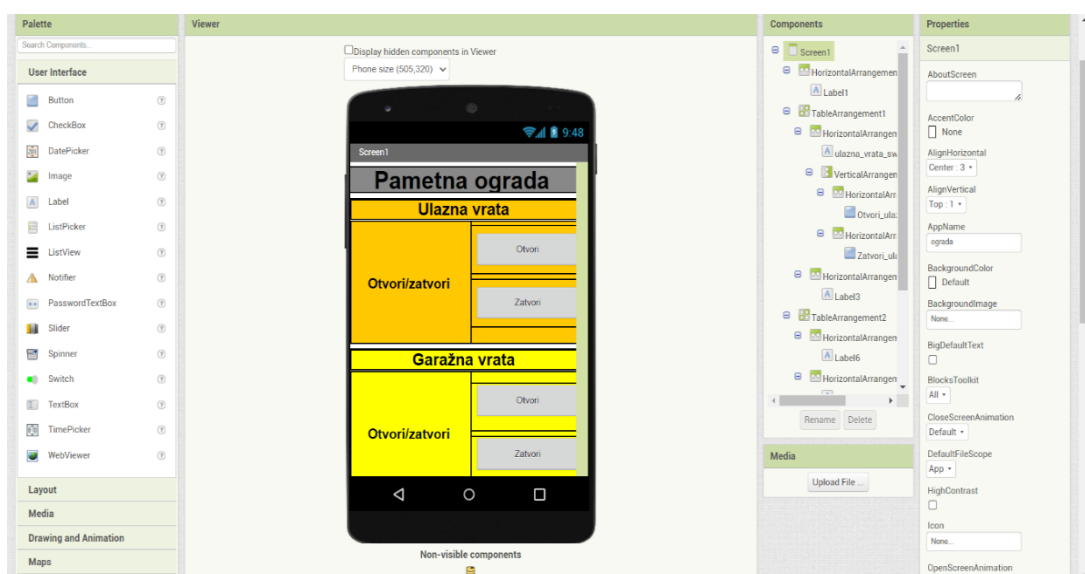 Palette
Search Components...
User Interface
Button
CheckBox
DatePicker
Image
Label
ListPicker
ListView
Notifier
PasswordTextBox
Slider
Spinner
Switch
TextBox
TimePicker
WebViewer
Layout
Media
Drawing and Animation
Maps
Viewer
Display hidden components in Viewer
Phone size (505,320)
9:48
Screen1
Pametna ograda
Ulazna vrata
Otvori/zatvori
Otvori
Zatvori
Garažna vrata
Otvori/zatvori
Otvori
Zatvori
Non-visible components
Components
Screen1
HorizontalArrangemen
Label1
TableArrangement1
HorizontalArrangen
ulazna_vrata_sw
VerticalArrangen
HorizontalArr
Otvori_ula
HorizontalArr
Zatvori_ul
HorizontalArrangen
Label3
TableArrangement2
HorizontalArrangen
Label6
HorizontalArrangen
Rename Delete
Media
Upload File ...
Properties
Screen1
AboutScreen
AccentColor
None
AlignHorizontal
Center : 3
AlignVertical
Top : 1
AppName
ograda
BackgroundColor
Default
BackgroundImage
None...
BigDefaultText
BlocksToolkit
All
CloseScreenAnimation
Default
DefaultFileScope
App
HighContrast
Icon
None...
OpenScreenAnimation